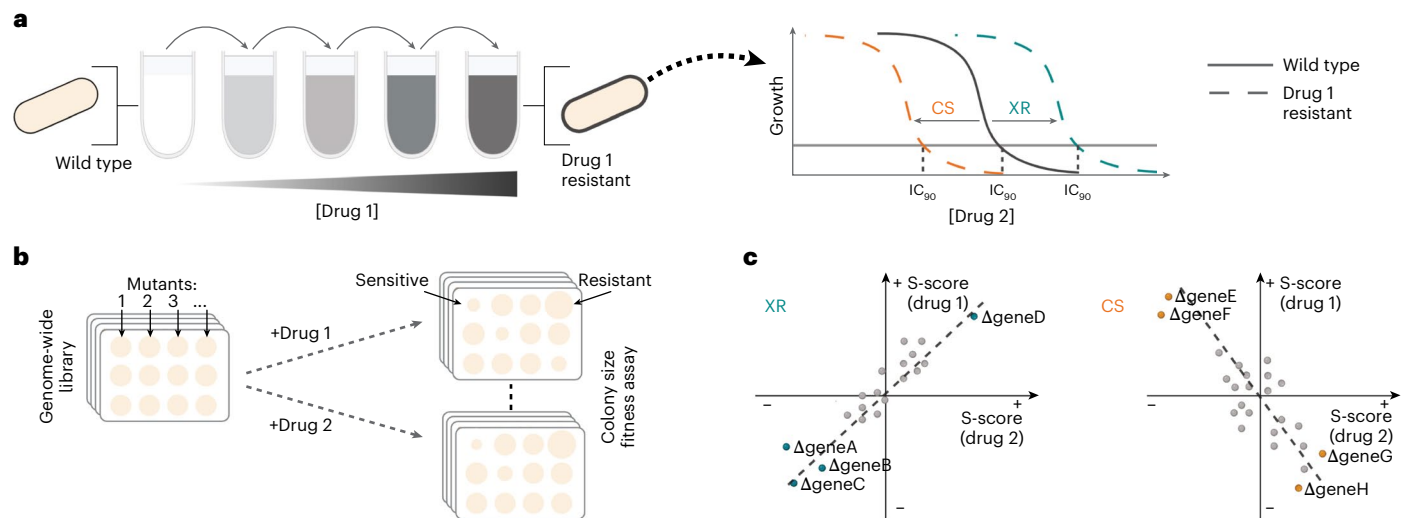 a
Wild type
[Drug 1]
Drug 1
resistant
Growth
CS
XR
IC90
IC90
IC90
[Drug 2]
Wild type
Drug 1
resistant
b
Genome-wide
library
Mutants:
1 2 3 ...
+Drug 1
+Drug 2
Sensitive
Resistant
Colony size
fitness assay
c
XR
+ S-score
(drug 1)
ΔgeneD
– +
S-score
(drug 2)
ΔgeneA
ΔgeneB
ΔgeneC
–
CS
+ S-score
(drug 1)
ΔgeneE
ΔgeneF
– +
S-score
(drug 2)
ΔgeneG
ΔgeneH
–